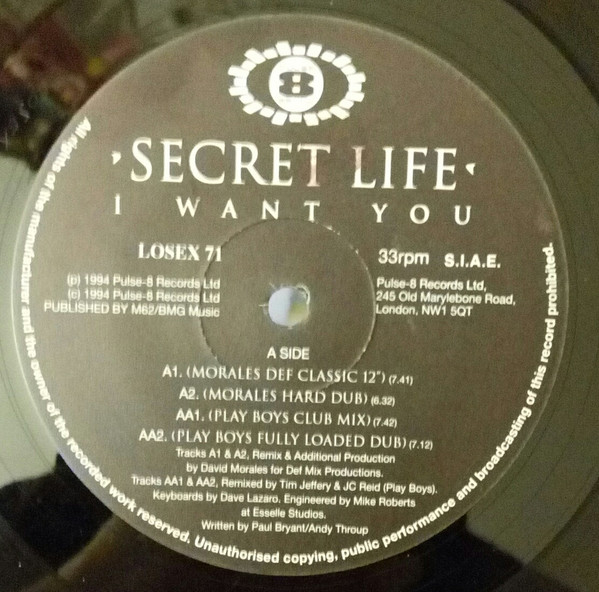 8
SECRET LIFE
I WANT YOU
LOSEX 71
33rpm S.I.A.E.
(p) 1994 Pulse-8 Records Ltd
(c) 1994 Pulse-8 Records Ltd
PUBLISHED BY M62/BMG Music
Pulse-8 Records Ltd,
245 Old Marylebone Road,
London, NW1 5QT
A SIDE
A1. (MORALES DEF CLASSIC 12") (7.41)
A2. (MORALES HARD DUB) (6.32)
AA1. (PLAY BOYS CLUB MIX) (7.42)
AA2. (PLAY BOYS FULLY LOADED DUB) (7.12)
Tracks A1 & A2, Remix & Additional Production
by David Morales for Def Mix Productions.
Tracks AA1 & AA2, Remixed by Tim Jeffery & JC Reid (Play Boys).
Keyboards by Dave Lazaro, Engineered by Mike Roberts
at Esselle Studios.
Written by Paul Bryant/Andy Throup
All rights of the manufacturer and the owner of the recorded work reserved. Unauthorised copying, public performance and broadcasting of this record prohibited.